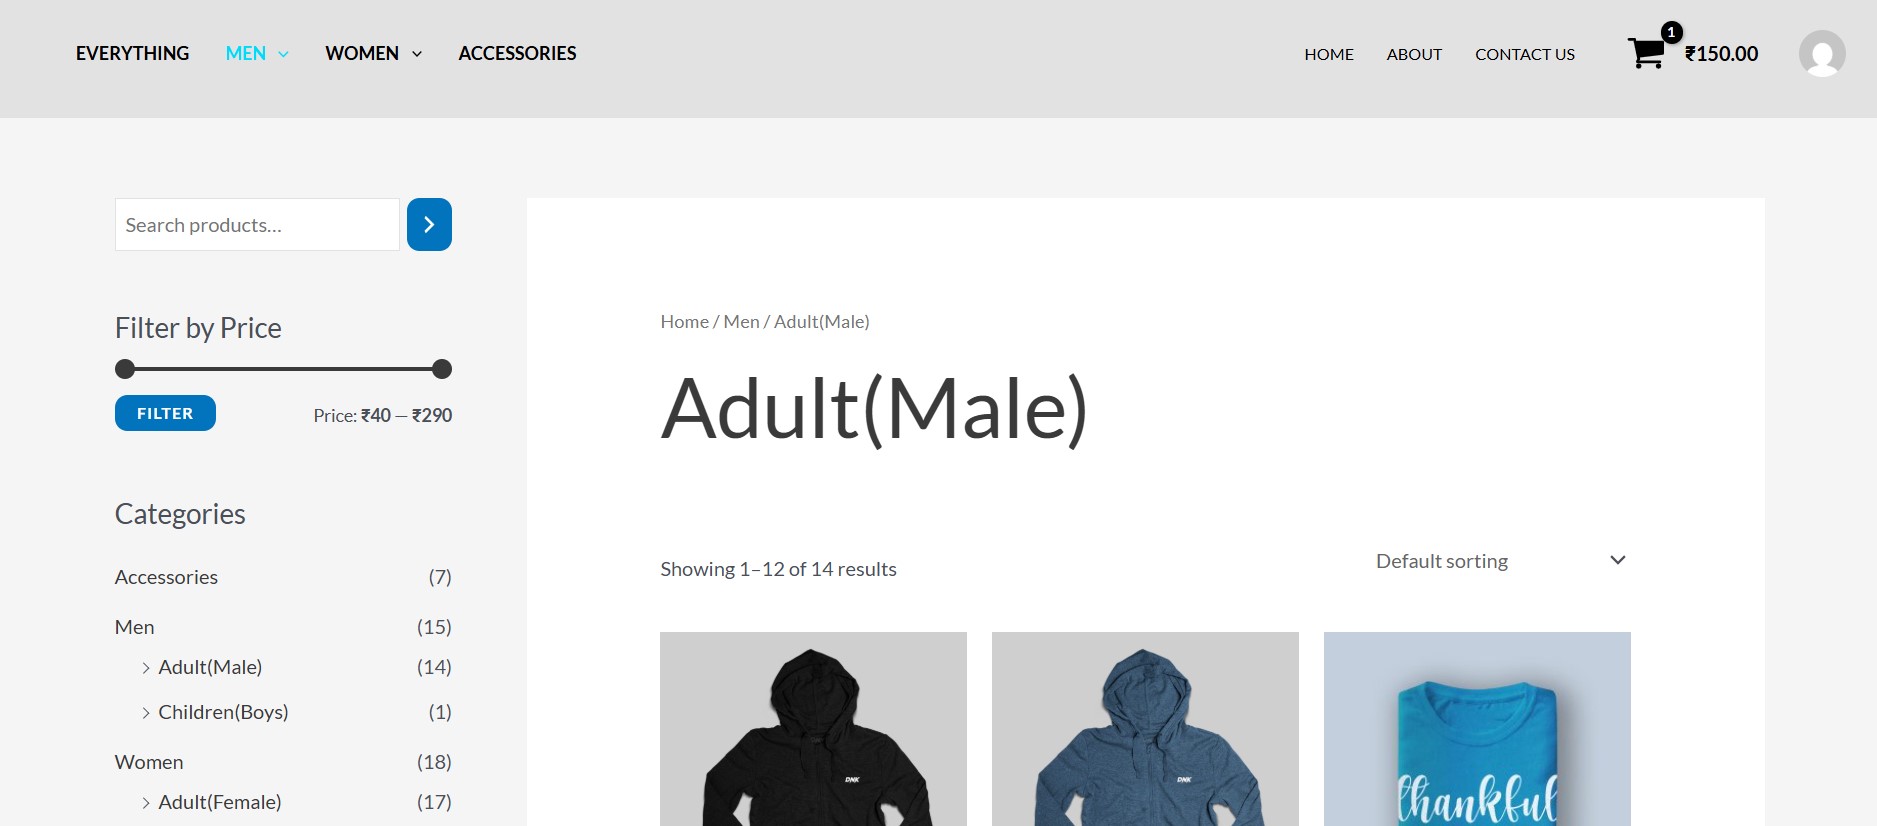 EVERYTHING MEN WOMEN ACCESSORIES HOME ABOUT CONTACT US 1 ₹150.00
Search products…
Filter by Price
FILTER Price: ₹40 — ₹290
Categories
Accessories (7)
Men (15)
Adult(Male) (14)
Children(Boys) (1)
Women (18)
Adult(Female) (17)
Home / Men / Adult(Male)
Adult(Male)
Showing 1–12 of 14 results Default sorting
DNK
DNK
thankful